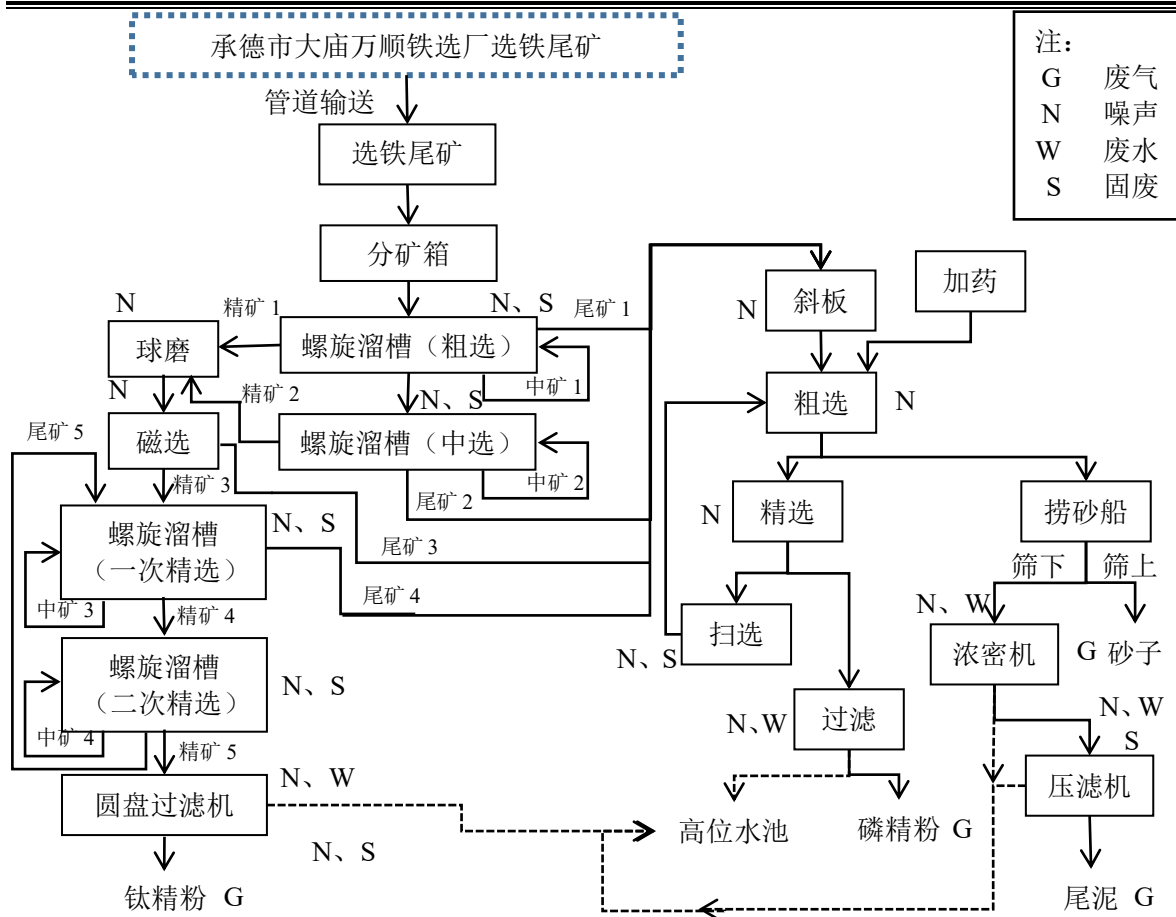 承德市大庙万顺铁选厂选铁尾矿
注：
G 废气
N 噪声
W 废水
S 固废
管道输送
选铁尾矿
分矿箱
N
精矿 1
N、S
尾矿 1
斜板
N
加药
球磨
螺旋溜槽（粗选）
中矿 1
N
精矿 2
N、S
粗选
N
尾矿 5
磁选
螺旋溜槽（中选）
中矿 2
精矿 3
尾矿 2
N
精选
捞砂船
螺旋溜槽
（一次精选）
N、S
尾矿 3
筛下
筛上
中矿 3
尾矿 4
精矿 4
N、W
扫选
N、S
浓密机
G 砂子
螺旋溜槽
（二次精选）
N、S
中矿 4
N、W
过滤
N、W
S
精矿 5
N、W
圆盘过滤机
压滤机
N、S
高位水池
磷精粉 G
钛精粉 G
尾泥 G